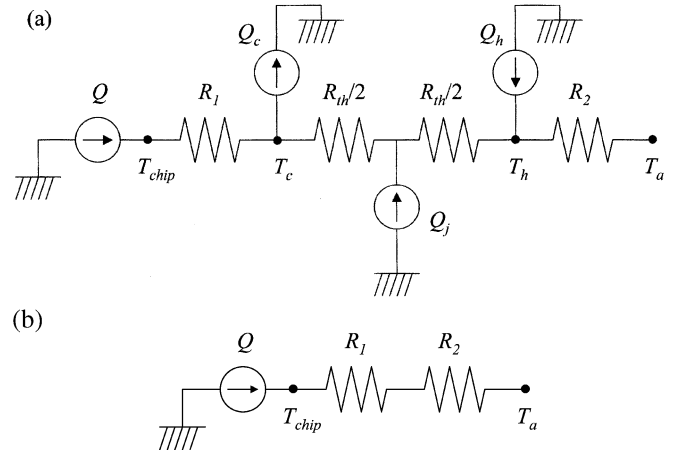 (a)
Q_c
Q_h
Q
R_1
R_th/2
R_th/2
R_2
T_chip
T_c
T_h
T_a
Q_j
(b)
Q
R_1
R_2
T_chip
T_a